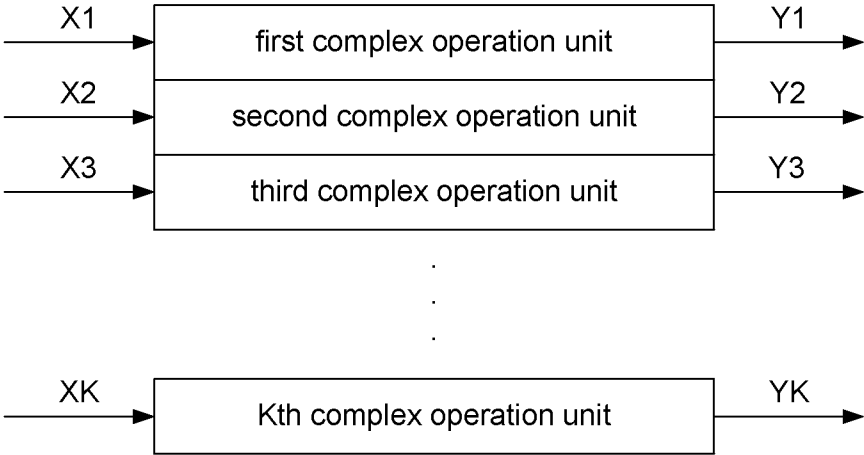 X1 first complex operation unit Y1
X2 second complex operation unit Y2
X3 third complex operation unit Y3
.
.
.
XK Kth complex operation unit YK